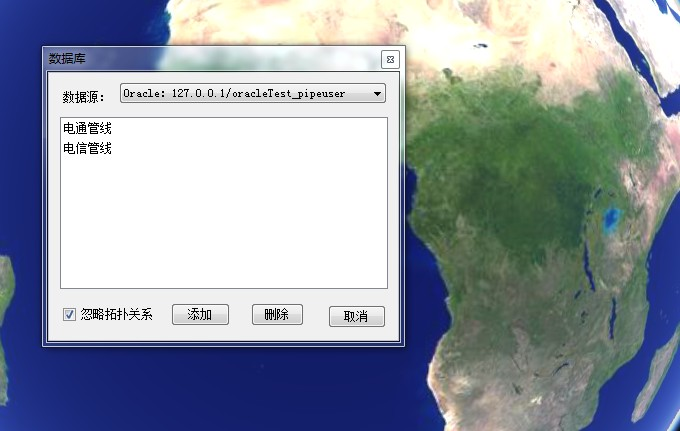 数据库
数据源： Oracle: 127.0.0.1/oracleTest_pipeuser
电通管线
电信管线
忽略拓扑关系 添加 删除 取消